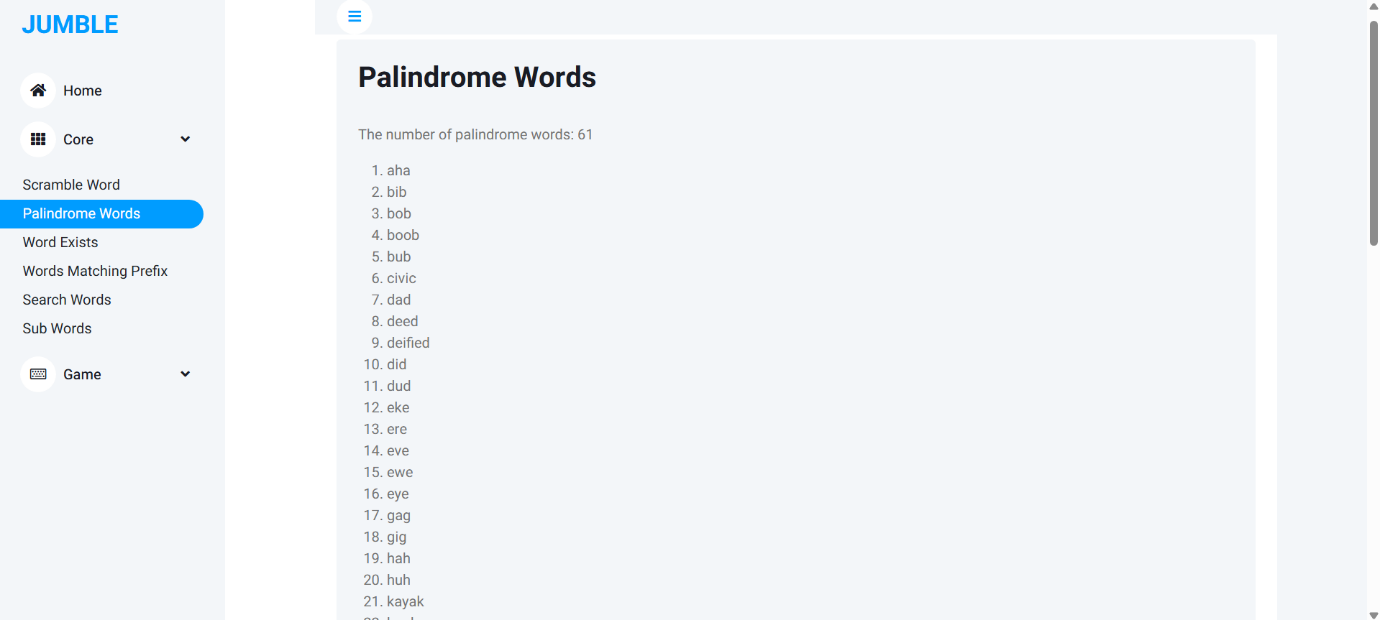 JUMBLE
Home
Core
Scramble Word
Palindrome Words
Word Exists
Words Matching Prefix
Search Words
Sub Words
Game
Palindrome Words
The number of palindrome words: 61
1. aha
2. bib
3. bob
4. boob
5. bub
6. civic
7. dad
8. deed
9. deified
10. did
11. dud
12. eke
13. ere
14. eve
15. ewe
16. eye
17. gag
18. gig
19. hah
20. huh
21. kayak